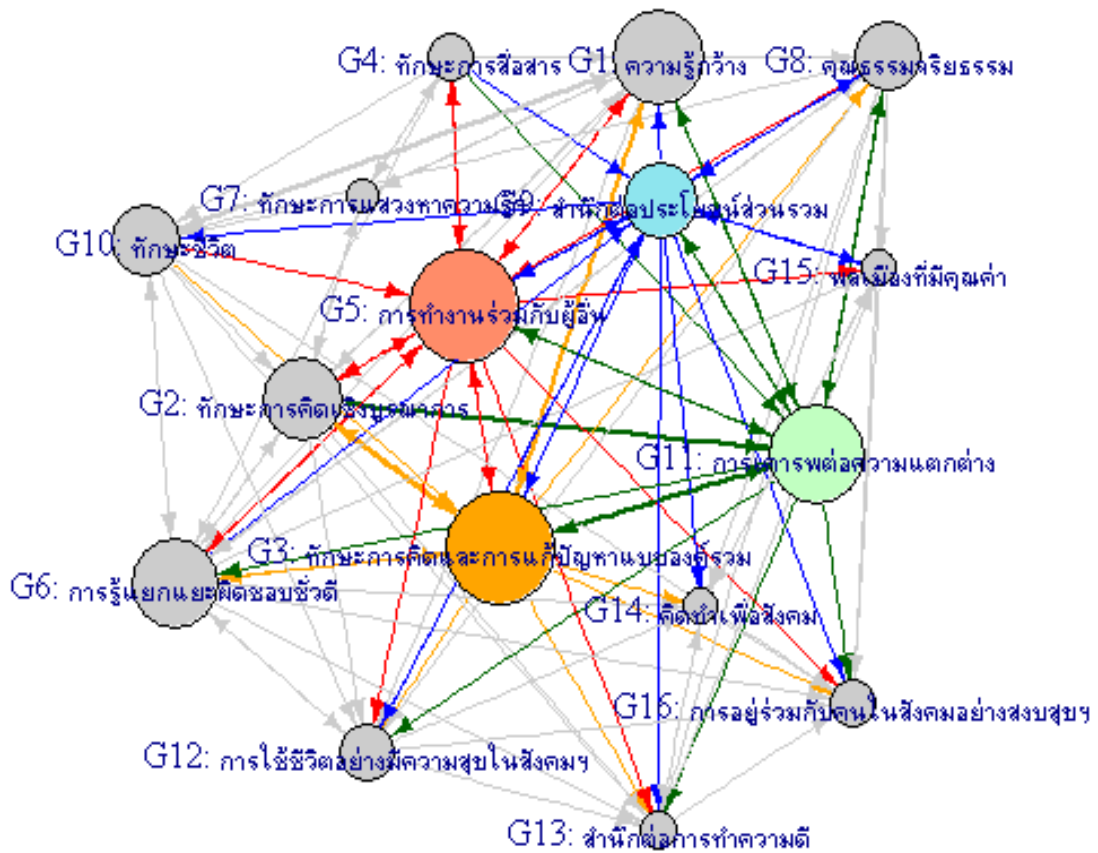 G4: ทักษะการสื่อสาร
G1: ความรู้กว้าง
G8: คุณธรรมจริยธรรม
G7: ทักษะการแสวงหาความรู้
G9: สำนึกต่อประโยชน์ส่วนรวม
G10: ทักษะชีวิต
G15: พลเมืองที่มีคุณค่า
G5: การทำงานร่วมกับผู้อื่น
G2: ทักษะการคิดเชิงบูรณาการ
G11: การเคารพต่อความแตกต่าง
G3: ทักษะการคิดและการแก้ปัญหาแบบองค์รวม
G6: การรู้แยกแยะผิดชอบชั่วดี
G14: คิดทำเพื่อสังคม
G16: การอยู่ร่วมกับคนในสังคมอย่างสงบสุขฯ
G12: การใช้ชีวิตอย่างมีความสุขในสังคมฯ
G13: สำนึกต่อการทำความดี